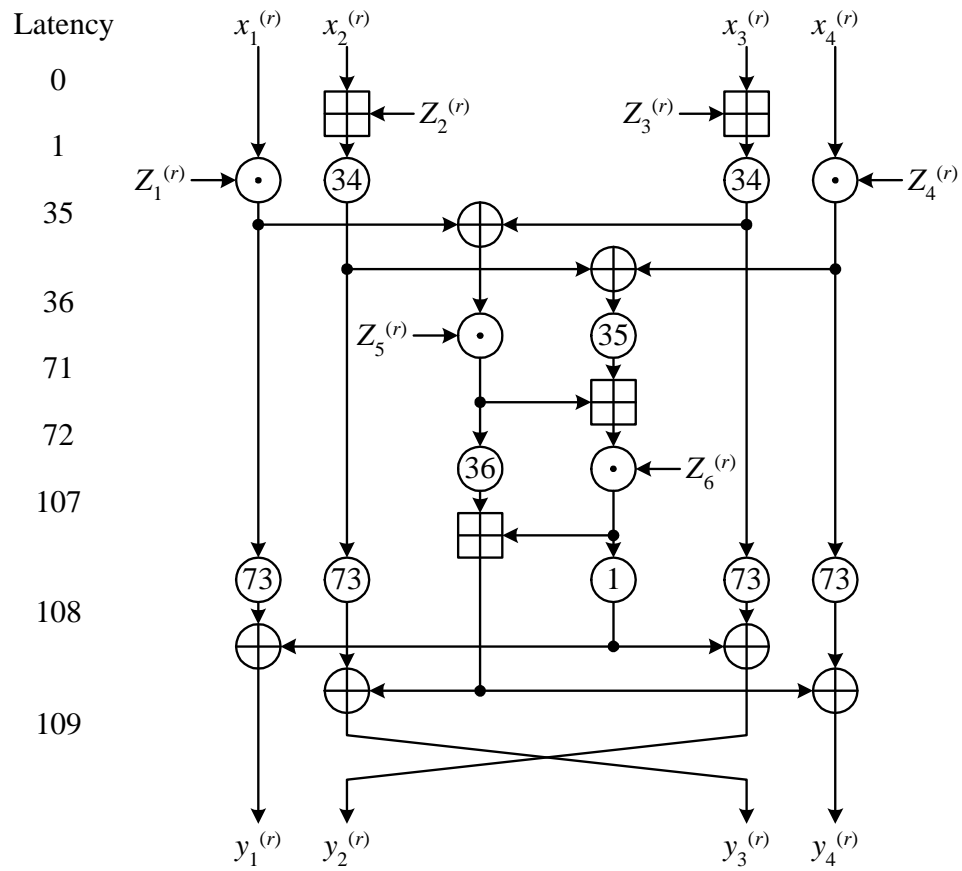 Latency x₁⁽ʳ⁾ x₂⁽ʳ⁾ x₃⁽ʳ⁾ x₄⁽ʳ⁾
0
Z₂⁽ʳ⁾ Z₃⁽ʳ⁾
1
Z₁⁽ʳ⁾ 34 34 Z₄⁽ʳ⁾
35
36
Z₅⁽ʳ⁾ 35
71
72
36 Z₆⁽ʳ⁾
107
73 73 1 73 73
108
109
y₁⁽ʳ⁾ y₂⁽ʳ⁾ y₃⁽ʳ⁾ y₄⁽ʳ⁾